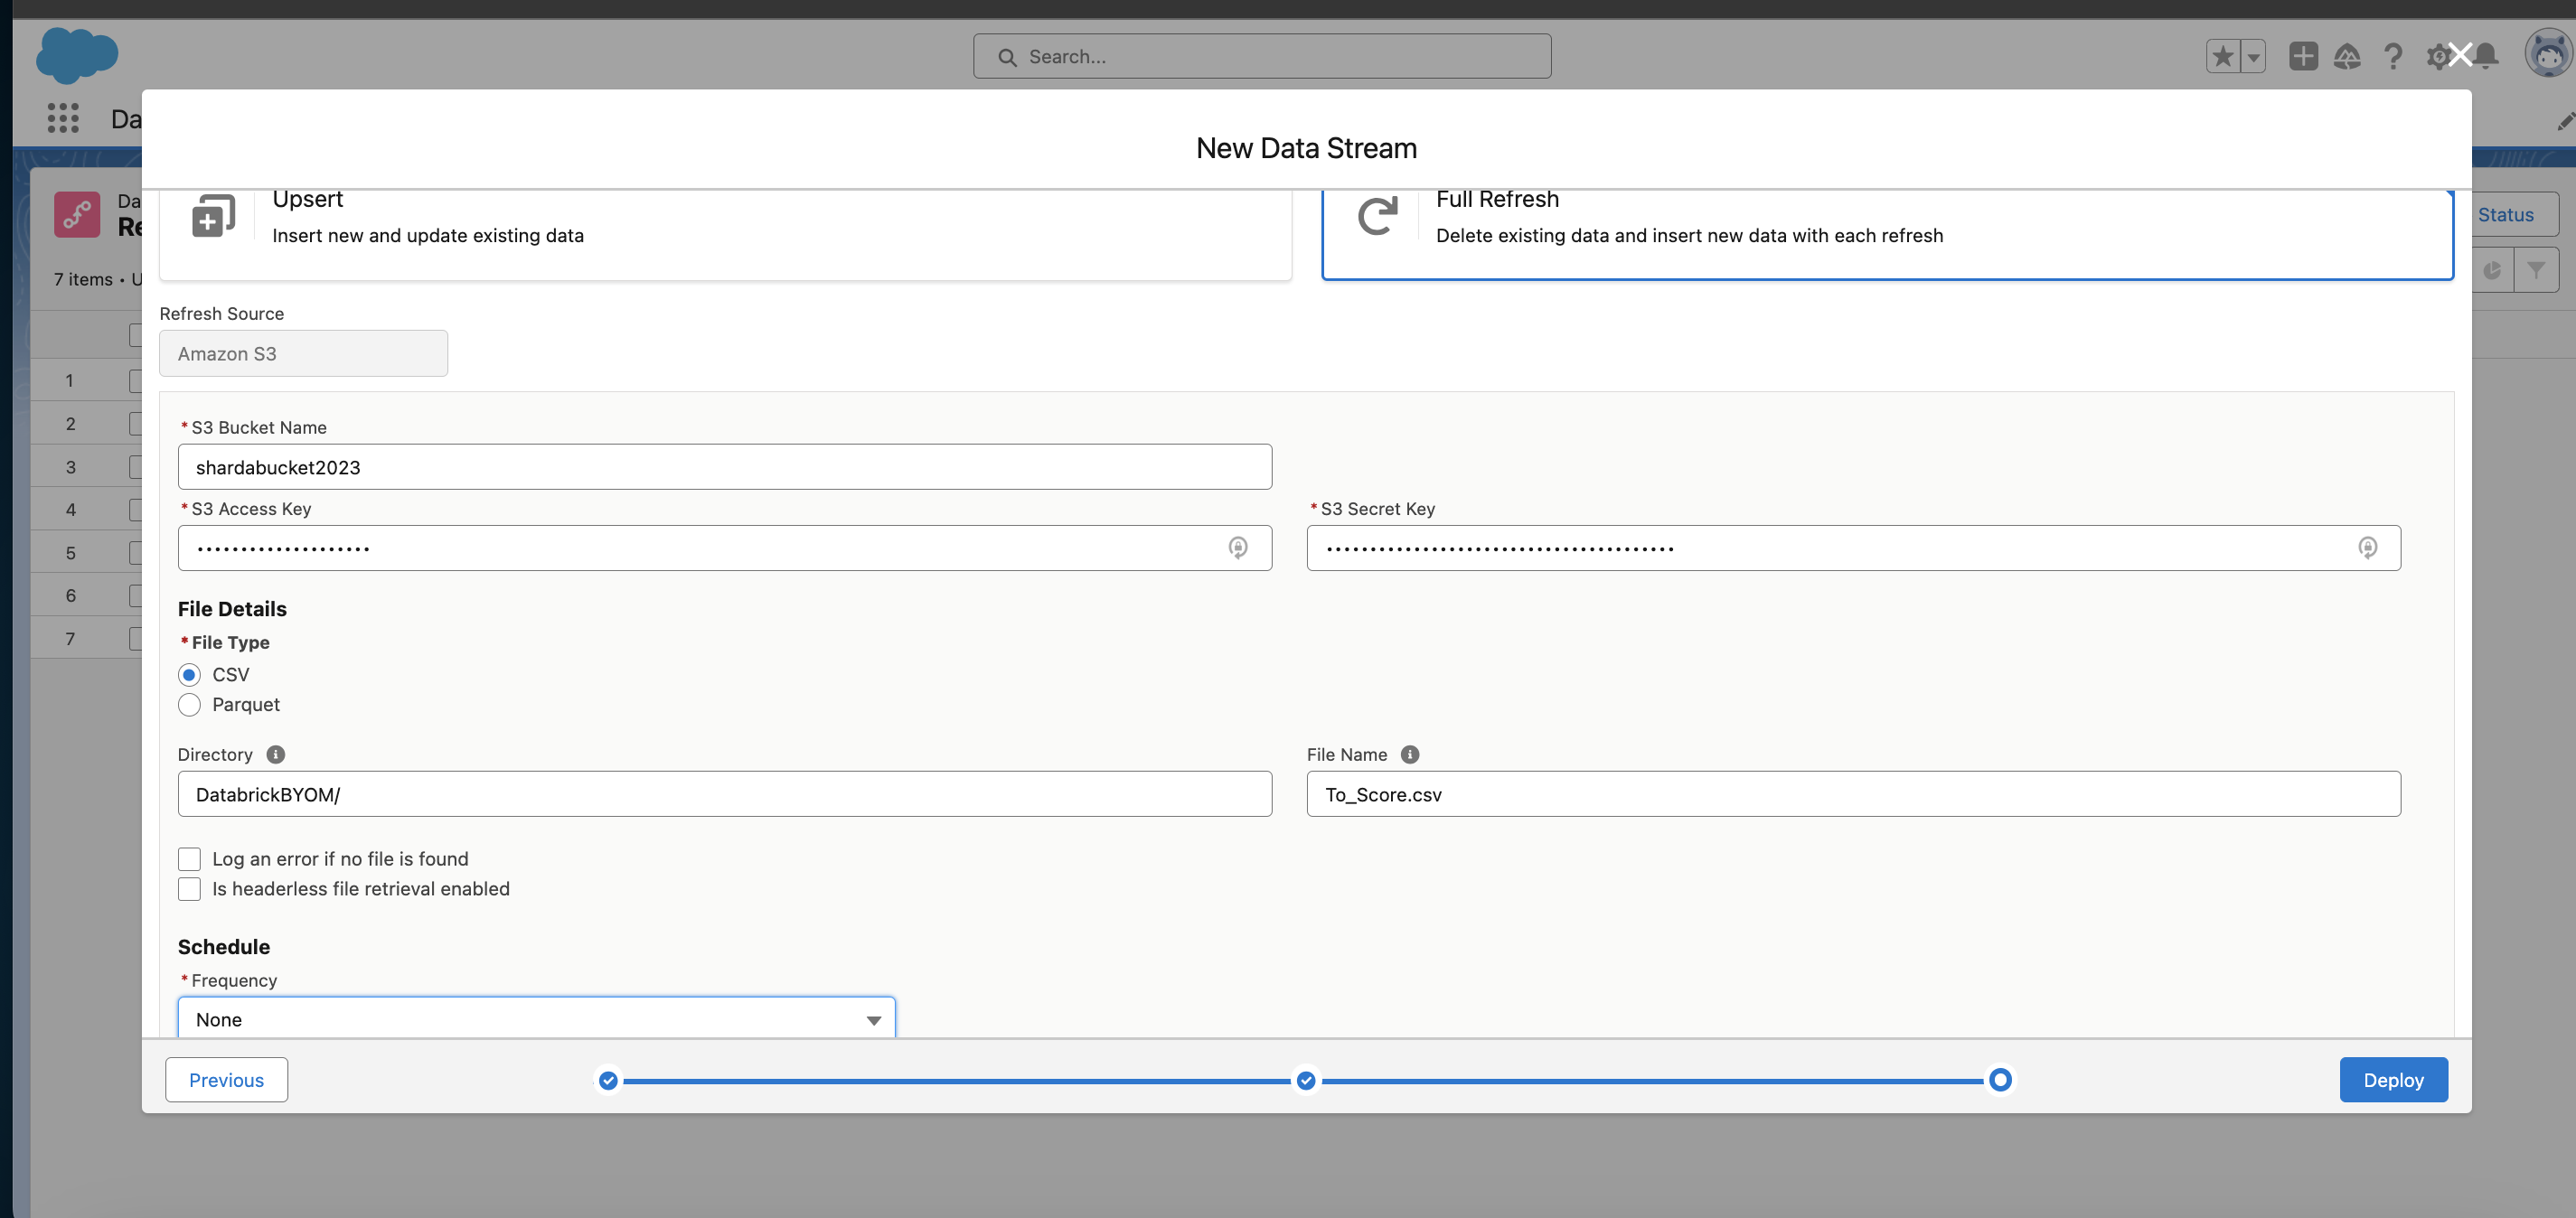 Search...
Da
New Data Stream
Da
Re
Status
7 items • U
Upsert
Insert new and update existing data
Full Refresh
Delete existing data and insert new data with each refresh
Refresh Source
Amazon S3
1
2
3
4
5
6
7
* S3 Bucket Name
shardabucket2023
* S3 Access Key
* S3 Secret Key
File Details
* File Type
CSV
Parquet
Directory
DatabrickBYOM/
File Name
To_Score.csv
Log an error if no file is found
Is headerless file retrieval enabled
Schedule
* Frequency
None
Previous
Deploy